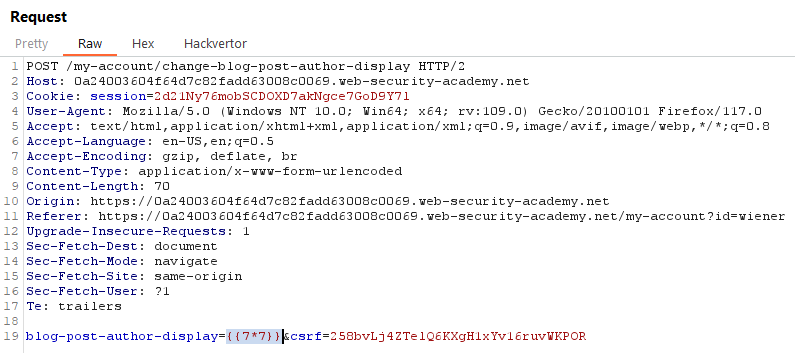 Request
Pretty Raw Hex Hackvertor
1 POST /my-account/change-blog-post-author-display HTTP/2
2 Host: 0a24003604f64d7c82fadd63008c0069.web-security-academy.net
3 Cookie: session=2d21Ny76mobSCDOXD7akNgce7GoD9Y71
4 User-Agent: Mozilla/5.0 (Windows NT 10.0; Win64; x64; rv:109.0) Gecko/20100101 Firefox/117.0
5 Accept: text/html,application/xhtml+xml,application/xml;q=0.9,image/avif,image/webp,*/*;q=0.8
6 Accept-Language: en-US,en;q=0.5
7 Accept-Encoding: gzip, deflate, br
8 Content-Type: application/x-www-form-urlencoded
9 Content-Length: 70
10 Origin: https://0a24003604f64d7c82fadd63008c0069.web-security-academy.net
11 Referer: https://0a24003604f64d7c82fadd63008c0069.web-security-academy.net/my-account?id=wiener
12 Upgrade-Insecure-Requests: 1
13 Sec-Fetch-Dest: document
14 Sec-Fetch-Mode: navigate
15 Sec-Fetch-Site: same-origin
16 Sec-Fetch-User: ?1
17 Te: trailers
18
19 blog-post-author-display={{7*7}}&csrf=258bvLj4ZTelQ6KXgH1xYv16ruvWKPOR